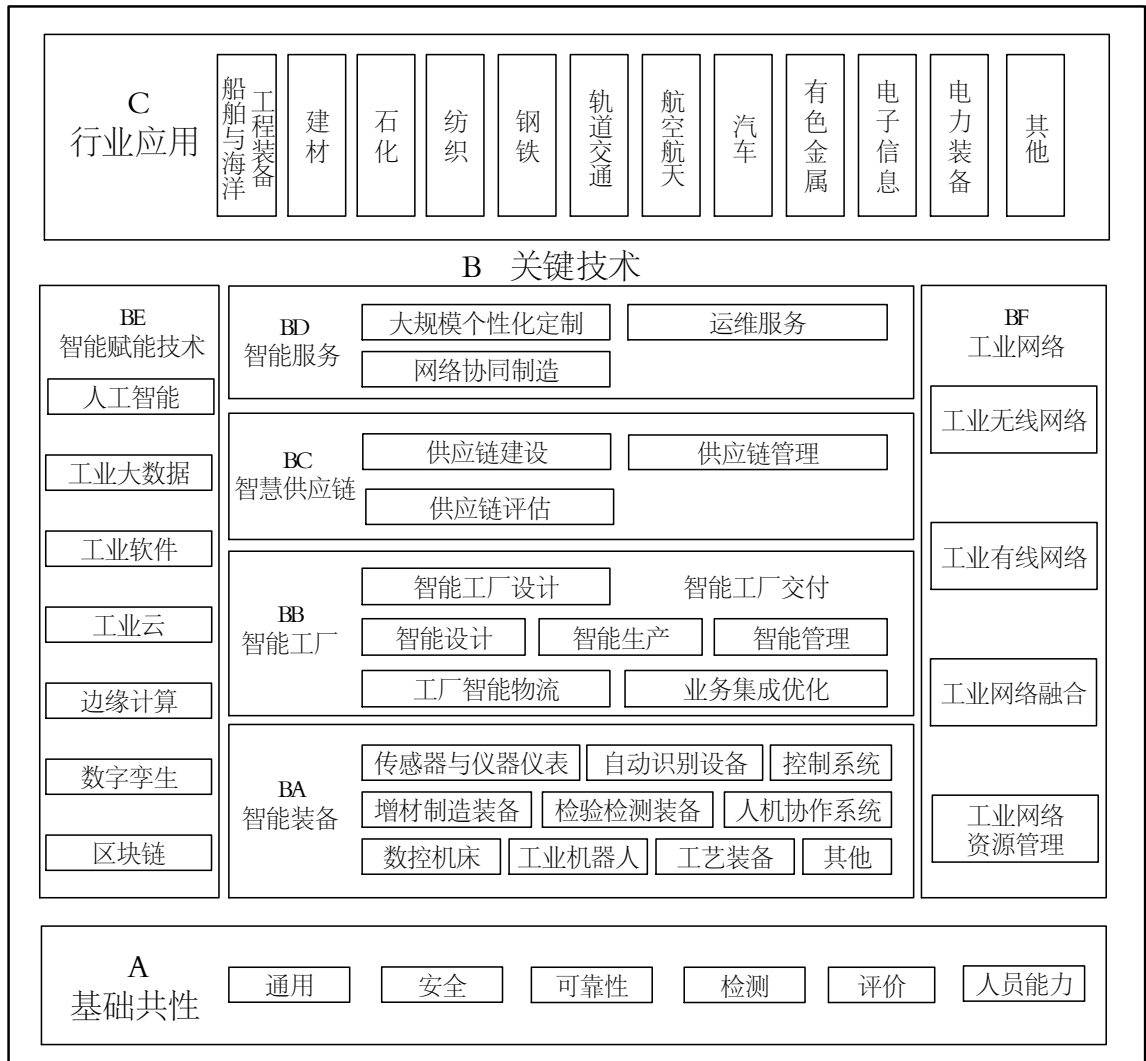 C
行业应用
船舶与海洋
工程装备
建材
石化
纺织
钢铁
轨道交通
航空航天
汽车
有色金属
电子信息
电力装备
其他
B 关键技术
BE
智能赋能技术
人工智能
工业大数据
工业软件
工业云
边缘计算
数字孪生
区块链
BD
智能服务
大规模个性化定制
运维服务
网络协同制造
BC
智慧供应链
供应链建设
供应链管理
供应链评估
BB
智能工厂
智能工厂设计
智能工厂交付
智能设计
智能生产
智能管理
工厂智能物流
业务集成优化
BA
智能装备
传感器与仪器仪表
自动识别设备
控制系统
增材制造装备
检验检测装备
人机协作系统
数控机床
工业机器人
工艺装备
其他
BF
工业网络
工业无线网络
工业有线网络
工业网络融合
工业网络
资源管理
A
基础共性
通用
安全
可靠性
检测
评价
人员能力